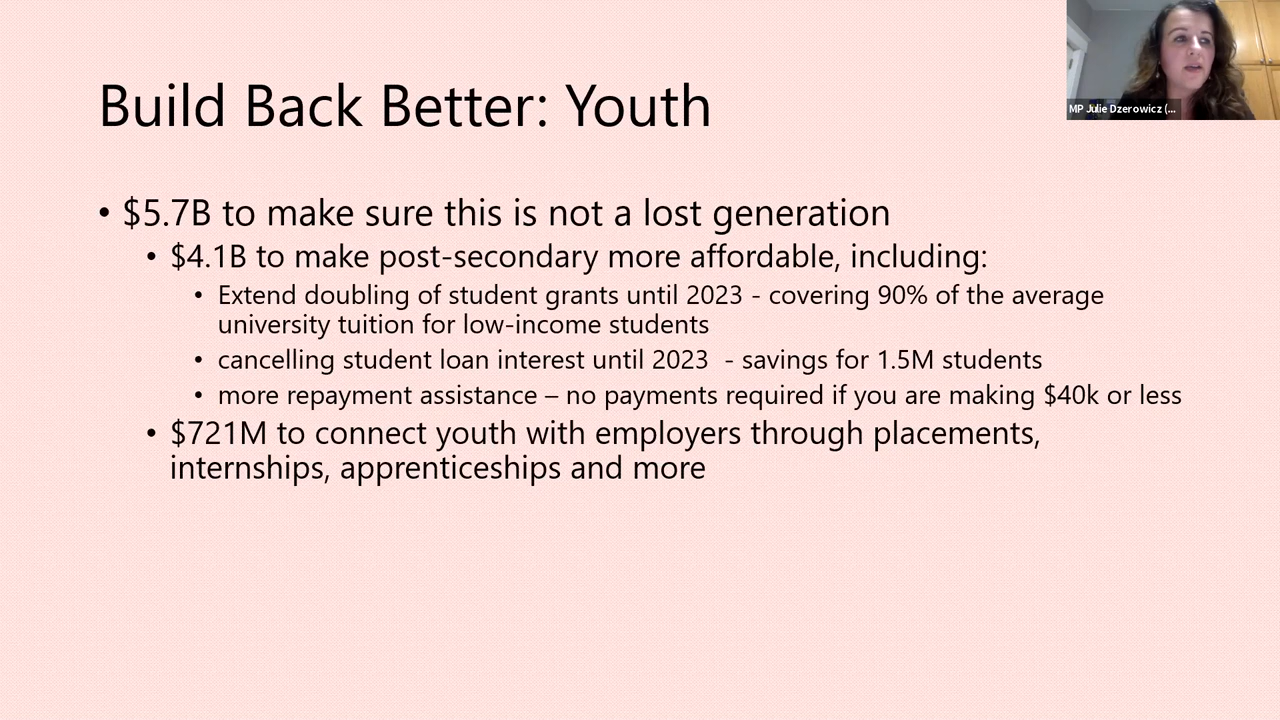 Build Back Better: Youth
MP Julie Dzerowicz (...
• $5.7B to make sure this is not a lost generation
• $4.1B to make post-secondary more affordable, including:
• Extend doubling of student grants until 2023 - covering 90% of the average
university tuition for low-income students
• cancelling student loan interest until 2023  - savings for 1.5M students
• more repayment assistance – no payments required if you are making $40k or less
• $721M to connect youth with employers through placements,
internships, apprenticeships and more